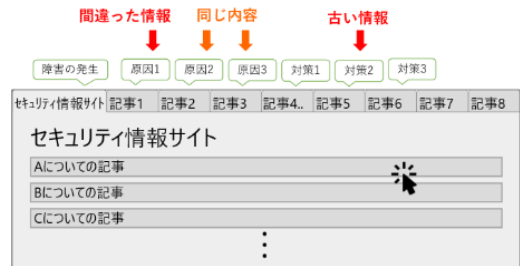 間違った情報 同じ内容 古い情報
障害の発生 原因1 原因2 原因3 対策1 対策2 対策3
セキュリティ情報サイト 記事1 記事2 記事3 記事4.. 記事5 記事6 記事7 記事8
セキュリティ情報サイト
Aについての記事
Bについての記事
Cについての記事